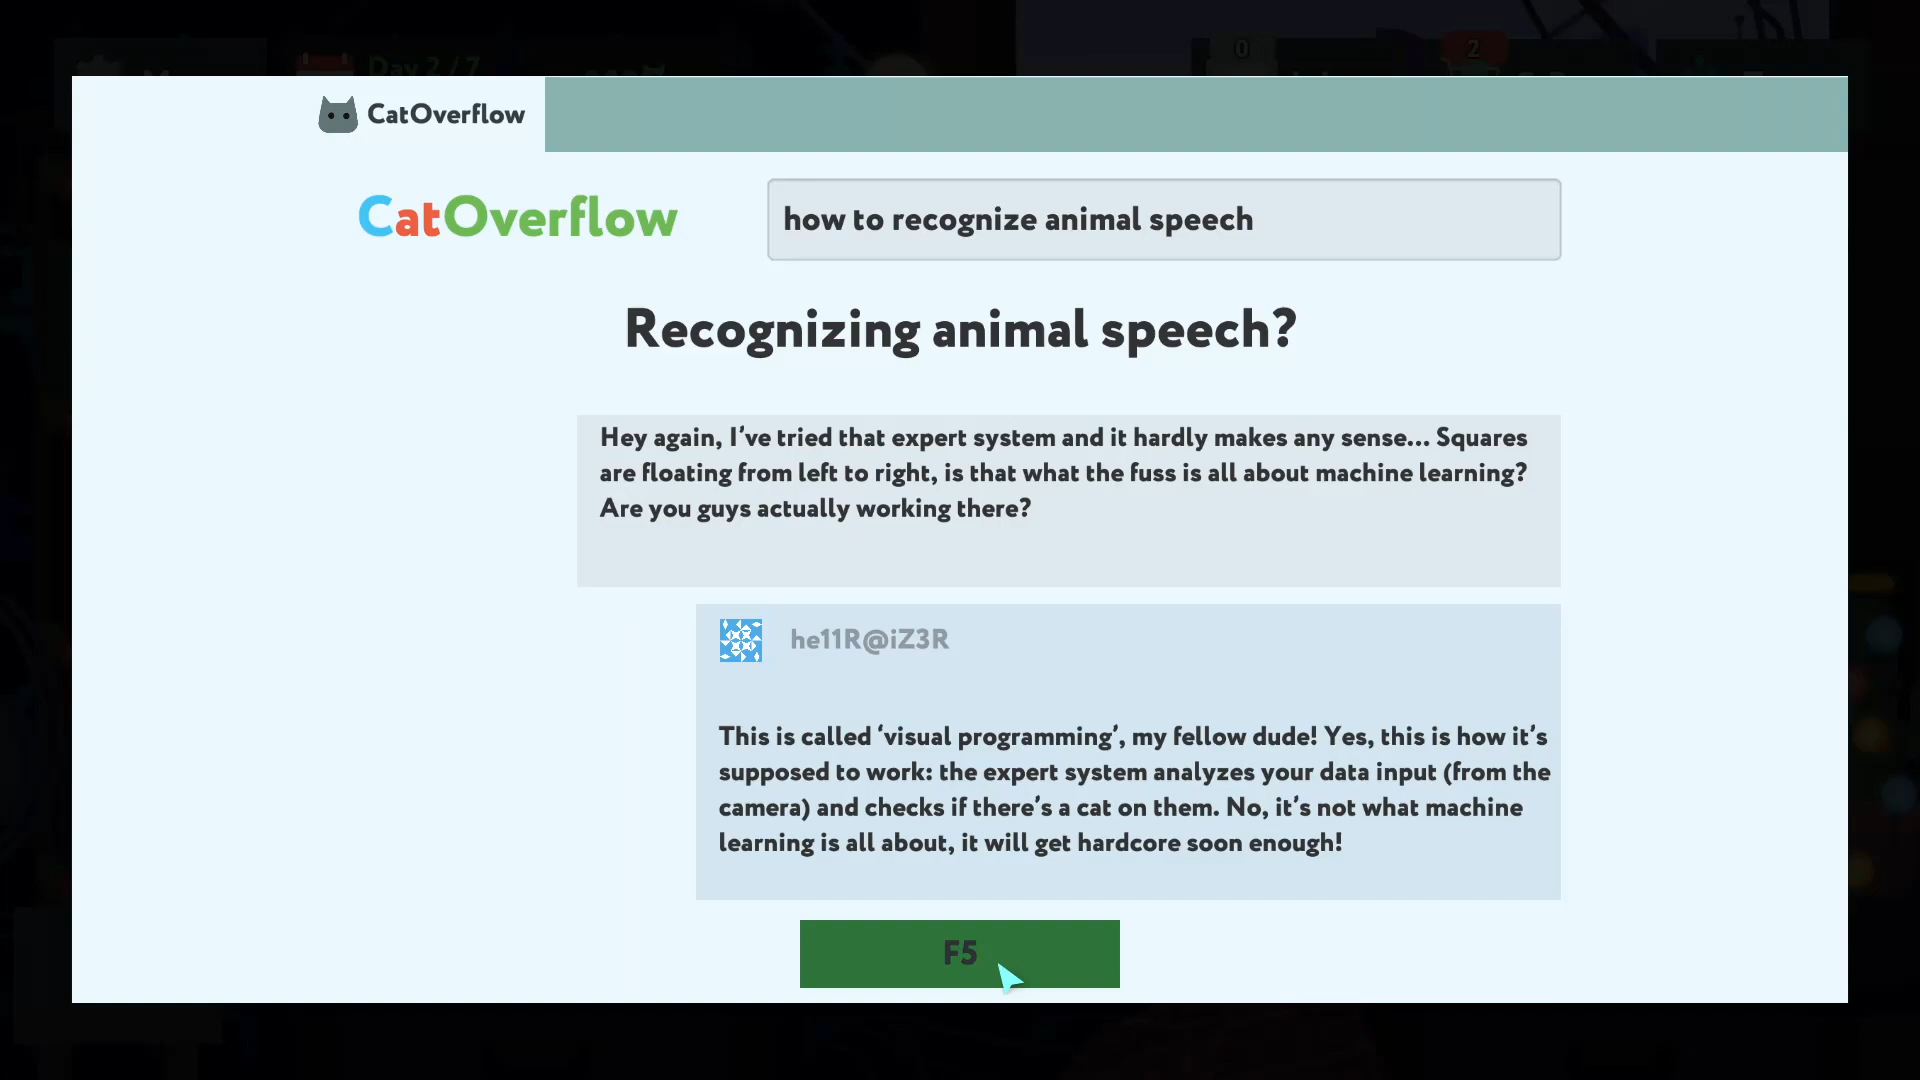 Day 2 / 7
0
2
CatOverflow
CatOverflow
how to recognize animal speech
Recognizing animal speech?
Hey again, I've tried that expert system and it hardly makes any sense... Squares
are floating from left to right, is that what the fuss is all about machine learning?
Are you guys actually working there?
he11R@iZ3R
This is called ‘visual programming’, my fellow dude! Yes, this is how it's
supposed to work: the expert system analyzes your data input (from the
camera) and checks if there's a cat on them. No, it's not what machine
learning is all about, it will get hardcore soon enough!
F5